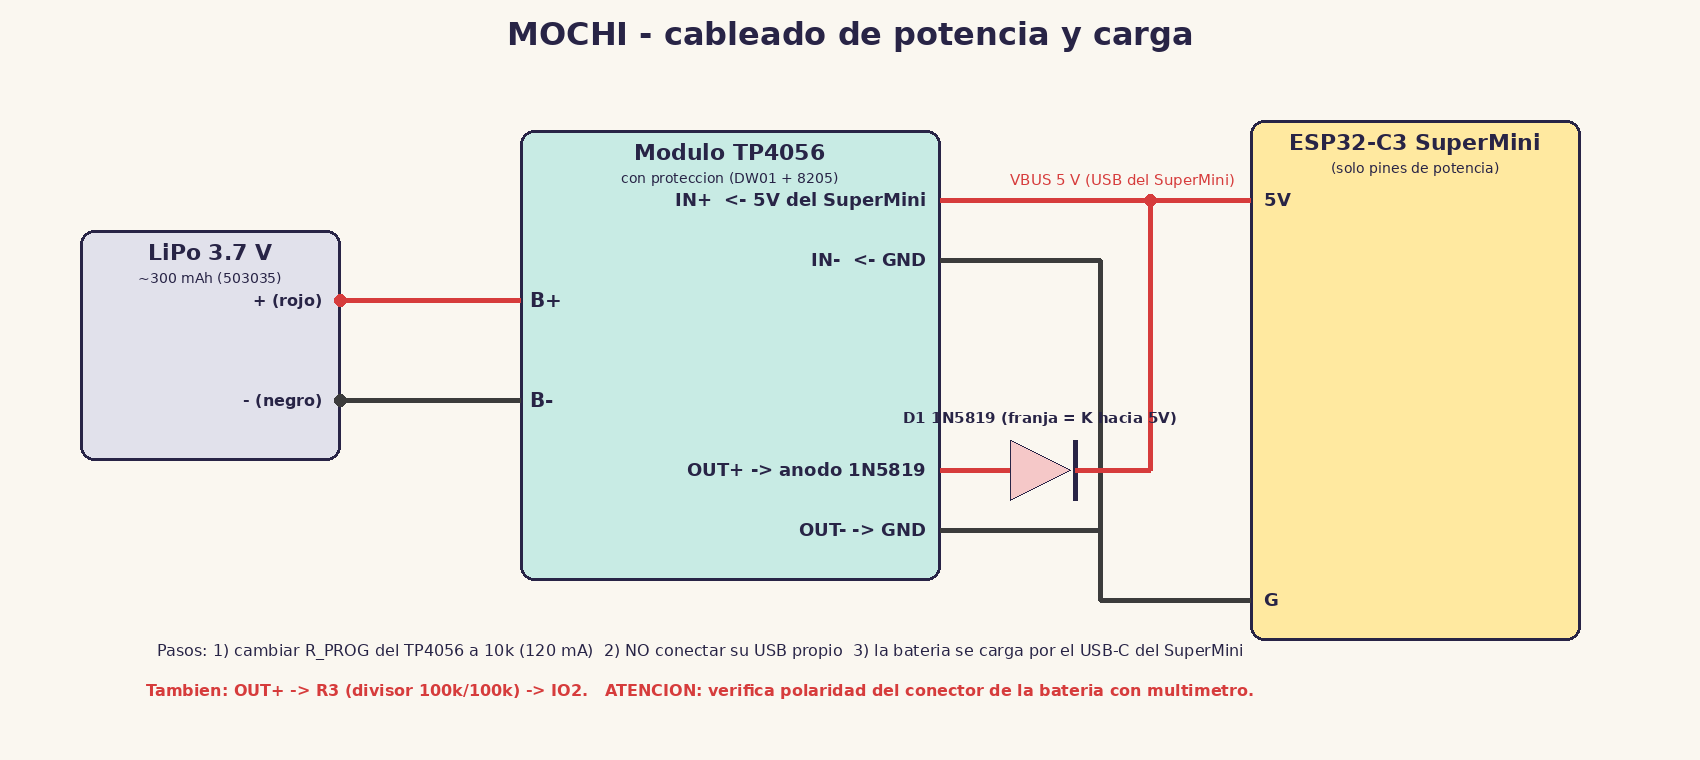 MOCHI - cableado de potencia y carga
LiPo 3.7 V
~300 mAh (503035)
+ (rojo)
- (negro)
Modulo TP4056
con proteccion (DW01 + 8205)
IN+  <- 5V del SuperMini
IN-  <- GND
B+
B-
OUT+ -> anodo 1N5819
OUT- -> GND
VBUS 5 V (USB del SuperMini)
D1 1N5819 (franja = K hacia 5V)
ESP32-C3 SuperMini
(solo pines de potencia)
5V
G
Pasos: 1) cambiar R_PROG del TP4056 a 10k (120 mA)  2) NO conectar su USB propio  3) la bateria se carga por el USB-C del SuperMini
Tambien: OUT+ -> R3 (divisor 100k/100k) -> IO2.   ATENCION: verifica polaridad del conector de la bateria con multimetro.